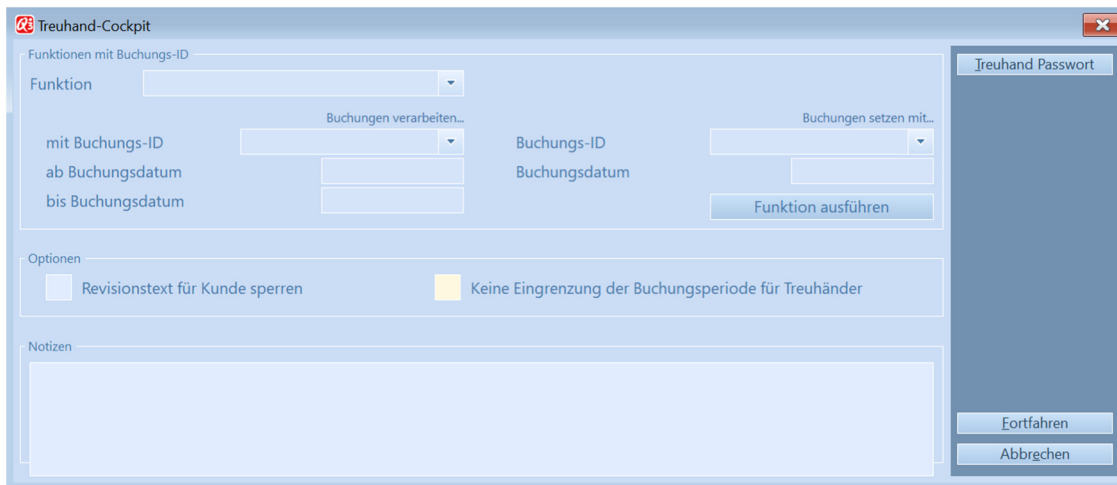 Treuhand-Cockpit
Funktionen mit Buchungs-ID
Funktion
Buchungen verarbeiten...
mit Buchungs-ID
ab Buchungsdatum
bis Buchungsdatum
Buchungen setzen mit...
Buchungs-ID
Buchungsdatum
Funktion ausführen
Optionen
Revisionstext für Kunde sperren
Keine Eingrenzung der Buchungsperiode für Treuhänder
Notizen
Treuhand Passwort
Fortfahren
Abbrechen